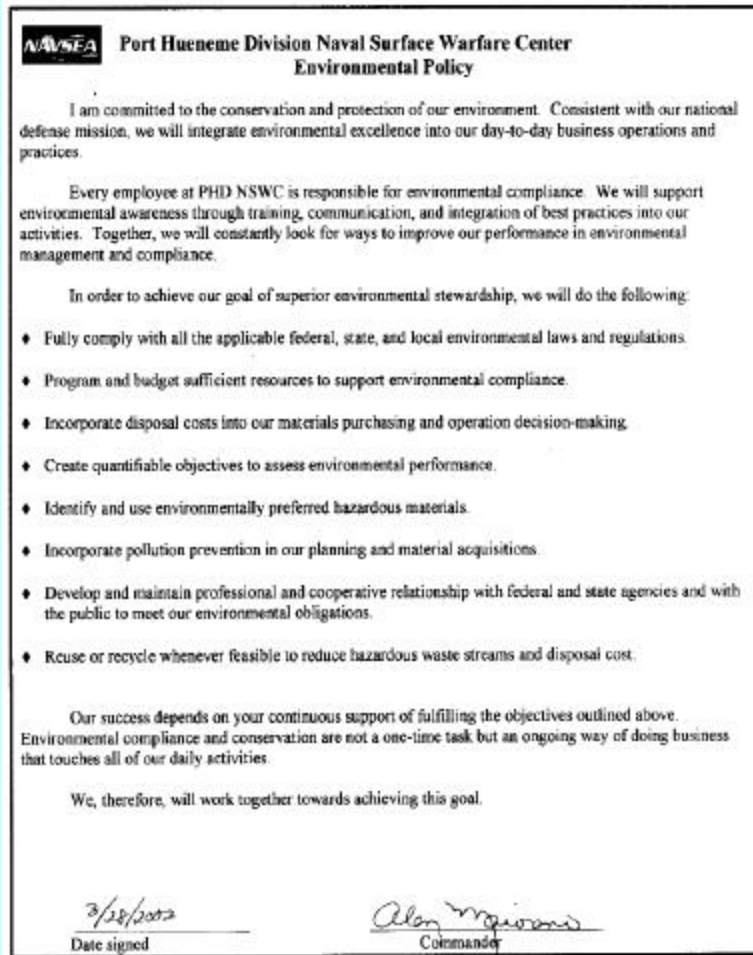 NAVSEA
Port Hueneme Division Naval Surface Warfare Center
Environmental Policy
I am committed to the conservation and protection of our environment. Consistent with our national
defense mission, we will integrate environmental excellence into our day-to-day business operations and
practices.
Every employee at PHD NSWC is responsible for environmental compliance. We will support
environmental awareness through training, communication, and integration of best practices into our
activities. Together, we will constantly look for ways to improve our performance in environmental
management and compliance.
In order to achieve our goal of superior environmental stewardship, we will do the following:
♦ Fully comply with all the applicable federal, state, and local environmental laws and regulations.
♦ Program and budget sufficient resources to support environmental compliance.
♦ Incorporate disposal costs into our materials purchasing and operation decision-making.
♦ Create quantifiable objectives to assess environmental performance.
♦ Identify and use environmentally preferred hazardous materials.
♦ Incorporate pollution prevention in our planning and material acquisitions.
♦ Develop and maintain professional and cooperative relationship with federal and state agencies and with
the public to meet our environmental obligations.
♦ Reuse or recycle whenever feasible to reduce hazardous waste streams and disposal cost.
Our success depends on your continuous support of fulfilling the objectives outlined above.
Environmental compliance and conservation are not a one-time task but an ongoing way of doing business
that touches all of our daily activities.
We, therefore, will work together towards achieving this goal.
3/28/2002 Alan Maiorano
Date signed Commander